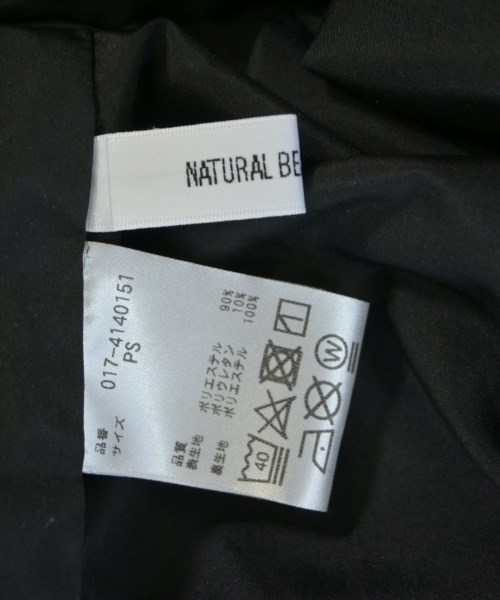 NATURAL BE
品番 017-4140151
サイズ PS
品質
表生地 ポリエステル 90%
ポリウレタン 10%
裏生地 ポリエステル 100%
40
W